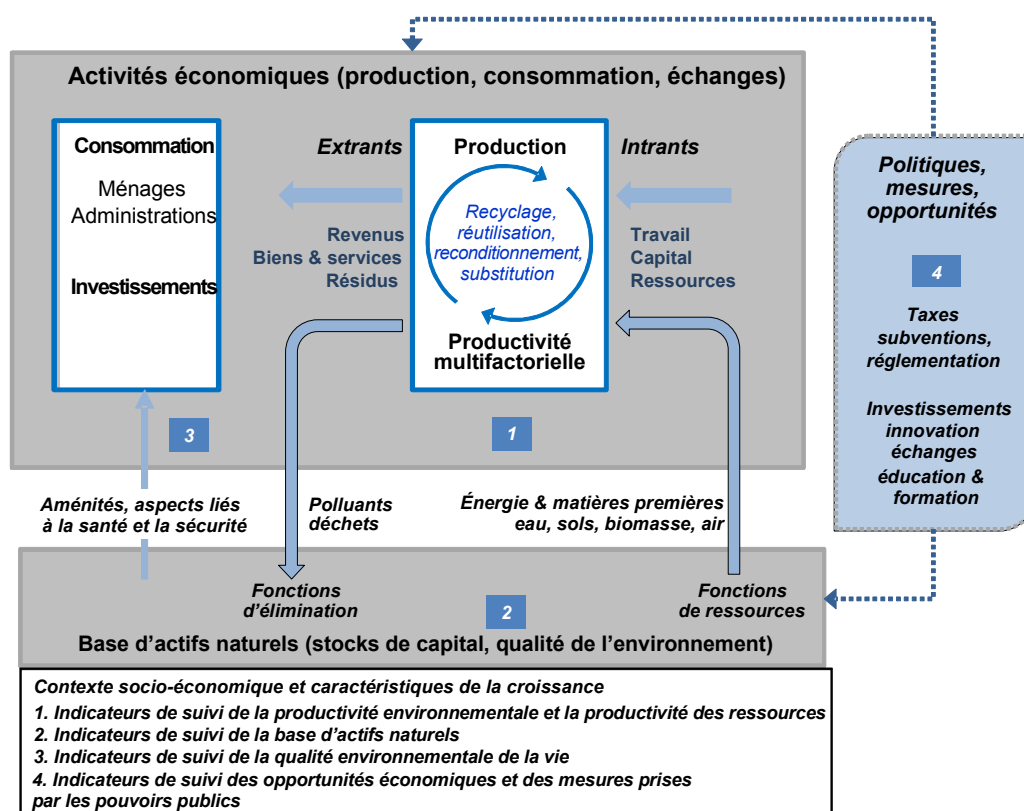 Activités économiques (production, consommation, échanges)
Consommation
Ménages
Administrations
Investissements
3
Extrants
Revenus
Biens & services
Résidus
Production
Recyclage,
réutilisation,
reconditionnement,
substitution
Productivité
multifactorielle
1
Intrants
Travail
Capital
Ressources
Politiques,
mesures,
opportunités
4
Taxes
subventions,
réglementation
Investissements
innovation
échanges
éducation &
formation
Aménités, aspects liés
à la santé et la sécurité
Polluants
déchets
Énergie & matières premières
eau, sols, biomasse, air
Fonctions
d’élimination
2
Fonctions
de ressources
Base d’actifs naturels (stocks de capital, qualité de l’environnement)
Contexte socio-économique et caractéristiques de la croissance
1. Indicateurs de suivi de la productivité environnementale et la productivité des ressources
2. Indicateurs de suivi de la base d’actifs naturels
3. Indicateurs de suivi de la qualité environnementale de la vie
4. Indicateurs de suivi des opportunités économiques et des mesures prises
par les pouvoirs publics